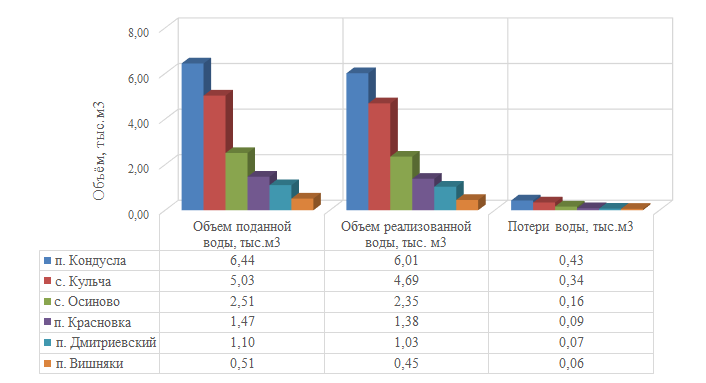 8,00
6,00
4,00
2,00
0,00
Объём, тыс.м3
Объем поданной воды, тыс.м3
Объем реализованной воды, тыс. м3
Потери воды, тыс.м3
п. Кондусла 6,44 6,01 0,43
с. Кульча 5,03 4,69 0,34
с. Осиново 2,51 2,35 0,16
п. Красновка 1,47 1,38 0,09
п. Дмитриевский 1,10 1,03 0,07
п. Вишняки 0,51 0,45 0,06